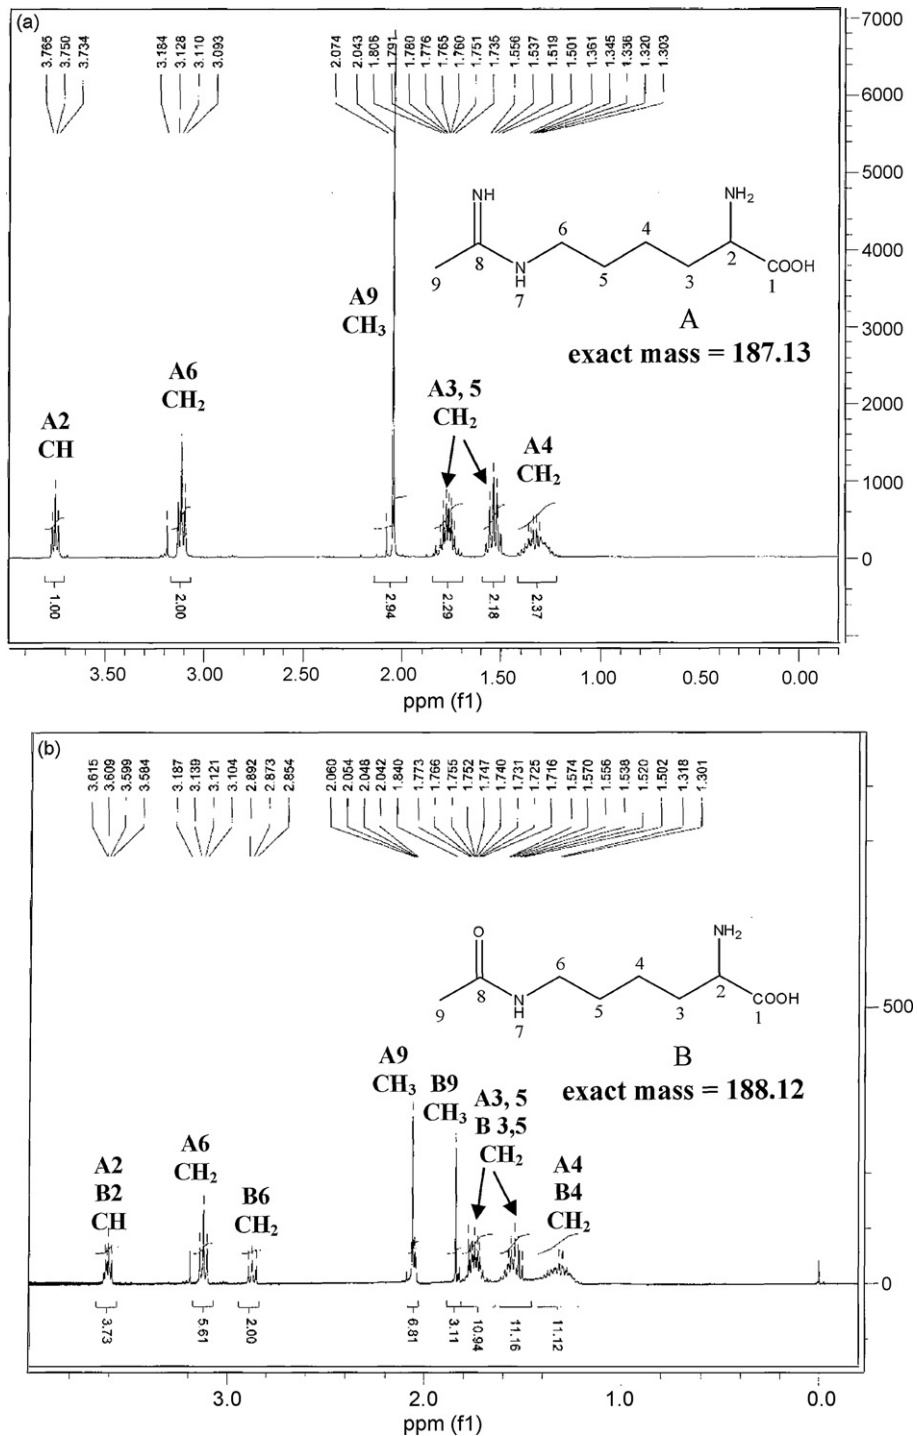 (a)
3.765 3.750 3.734 3.184 3.128 3.110 3.093 2.074 2.043 1.806 1.791 1.780 1.776 1.765 1.760 1.751 1.735 1.556 1.537 1.519 1.501 1.361 1.345 1.336 1.320 1.303
7000
6000
5000
4000
3000
2000
1000
0
NH NH₂
6 4
9 8 N H 5 3 2 COOH
7 1
A
exact mass = 187.13
A9
CH₃
A6
CH₂
A2
CH
A3, 5
CH₂
A4
CH₂
1.00 2.00 2.94 2.29 2.18 2.37
3.50 3.00 2.50 2.00 1.50 1.00 0.50 0.00
ppm (f1)
(b)
3.615 3.609 3.599 3.584 3.187 3.139 3.121 3.104 2.892 2.873 2.854 2.060 2.054 2.048 2.042 1.840 1.773 1.766 1.755 1.752 1.747 1.740 1.731 1.725 1.716 1.574 1.570 1.556 1.538 1.520 1.502 1.318 1.301
O NH₂
6 4
9 8 N H 5 3 2 COOH
7 1
B
exact mass = 188.12
500
0
A9
CH₃
B9
CH₃
A3, 5
B 3,5
CH₂
A4
B4
CH₂
A2
B2
CH
A6
CH₂
B6
CH₂
3.73 5.61 2.00 6.81 3.11 10.94 11.16 11.12
3.0 2.0 1.0 0.0
ppm (f1)